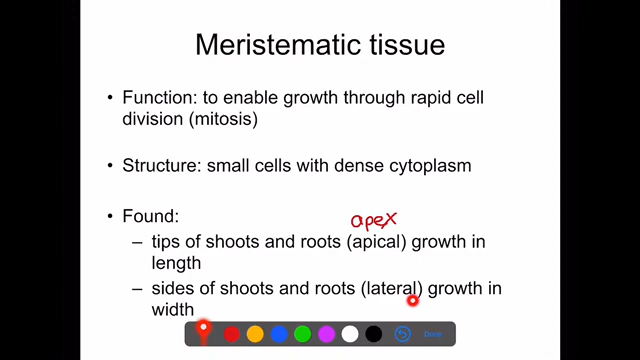 Meristematic tissue
• Function: to enable growth through rapid cell
division (mitosis)
• Structure: small cells with dense cytoplasm
• Found:
apex
– tips of shoots and roots (apical) growth in
length
– sides of shoots and roots (lateral) growth in
width
Done